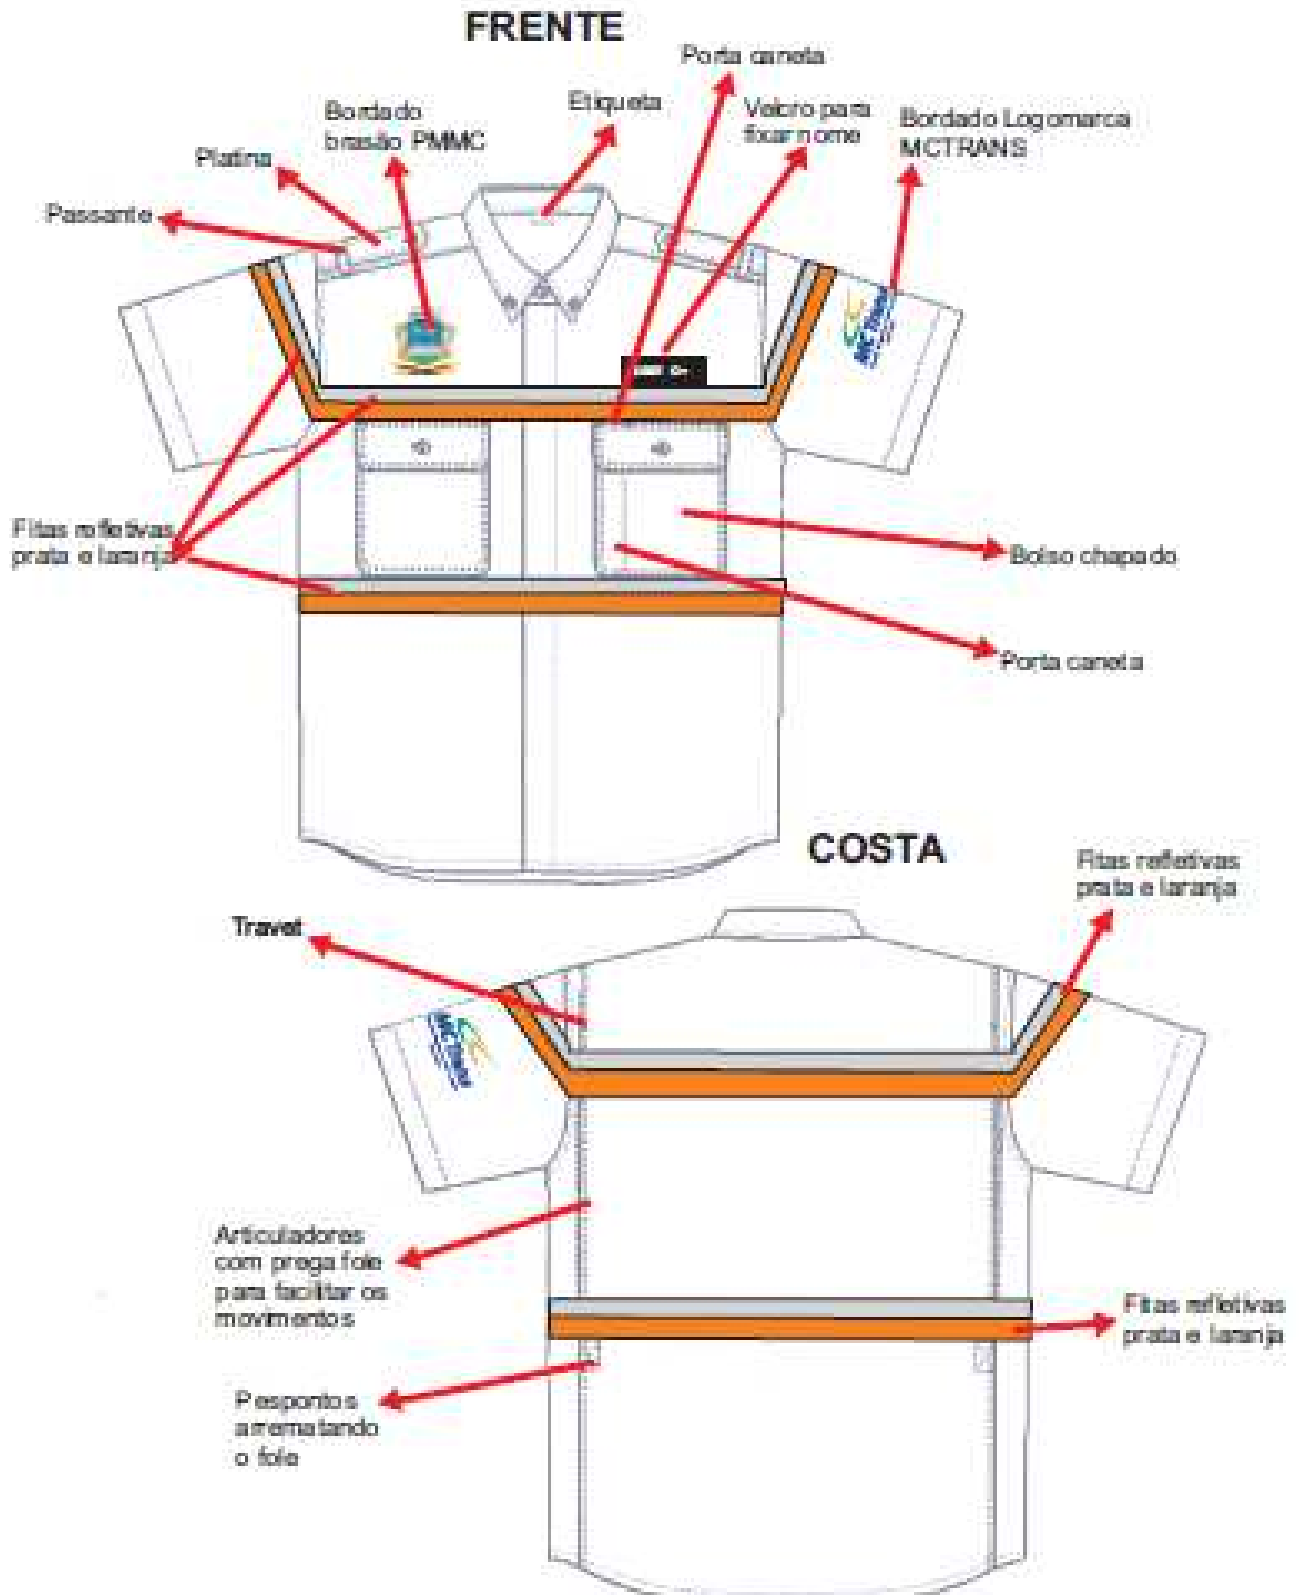 FRENTE
Porta caneta
Etiqueta
Bordado
brasão PMMC
Velcro para
fixar nome
Bordado Logomarca
MCTRANS
Platina
Passante
MCTrans
Fitas refletivas
prata e laranja
Bolso chapado
Porta caneta
COSTA
Fitas refletivas
prata e laranja
Travet
MCTrans
Articuladores
com prega fole
para facilitar os
movimentos
Fitas refletivas
prata e laranja
Pespontos
arrematando
o fole